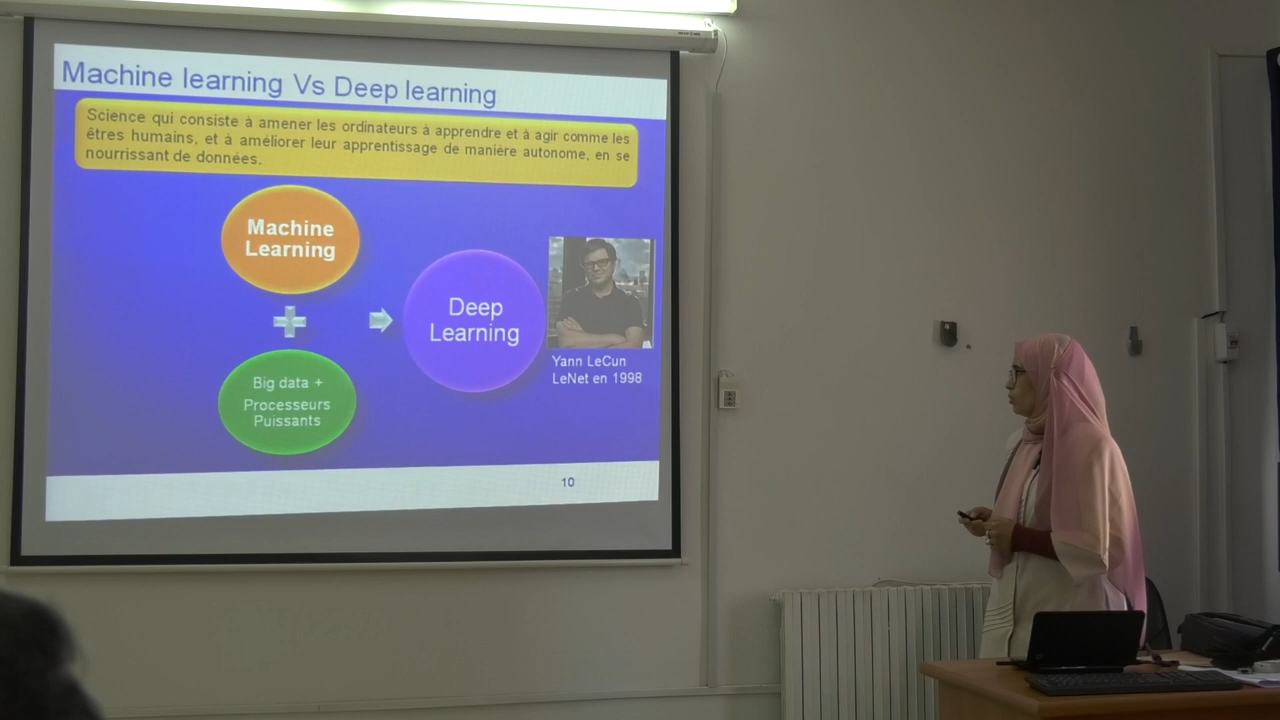 Machine learning Vs Deep learning
Science qui consiste à amener les ordinateurs à apprendre et à agir comme les
êtres humains, et à améliorer leur apprentissage de manière autonome, en se
nourrissant de données.
Machine
Learning
Deep
Learning
Big data +
Processeurs
Puissants
Yann LeCun
LeNet en 1998
10